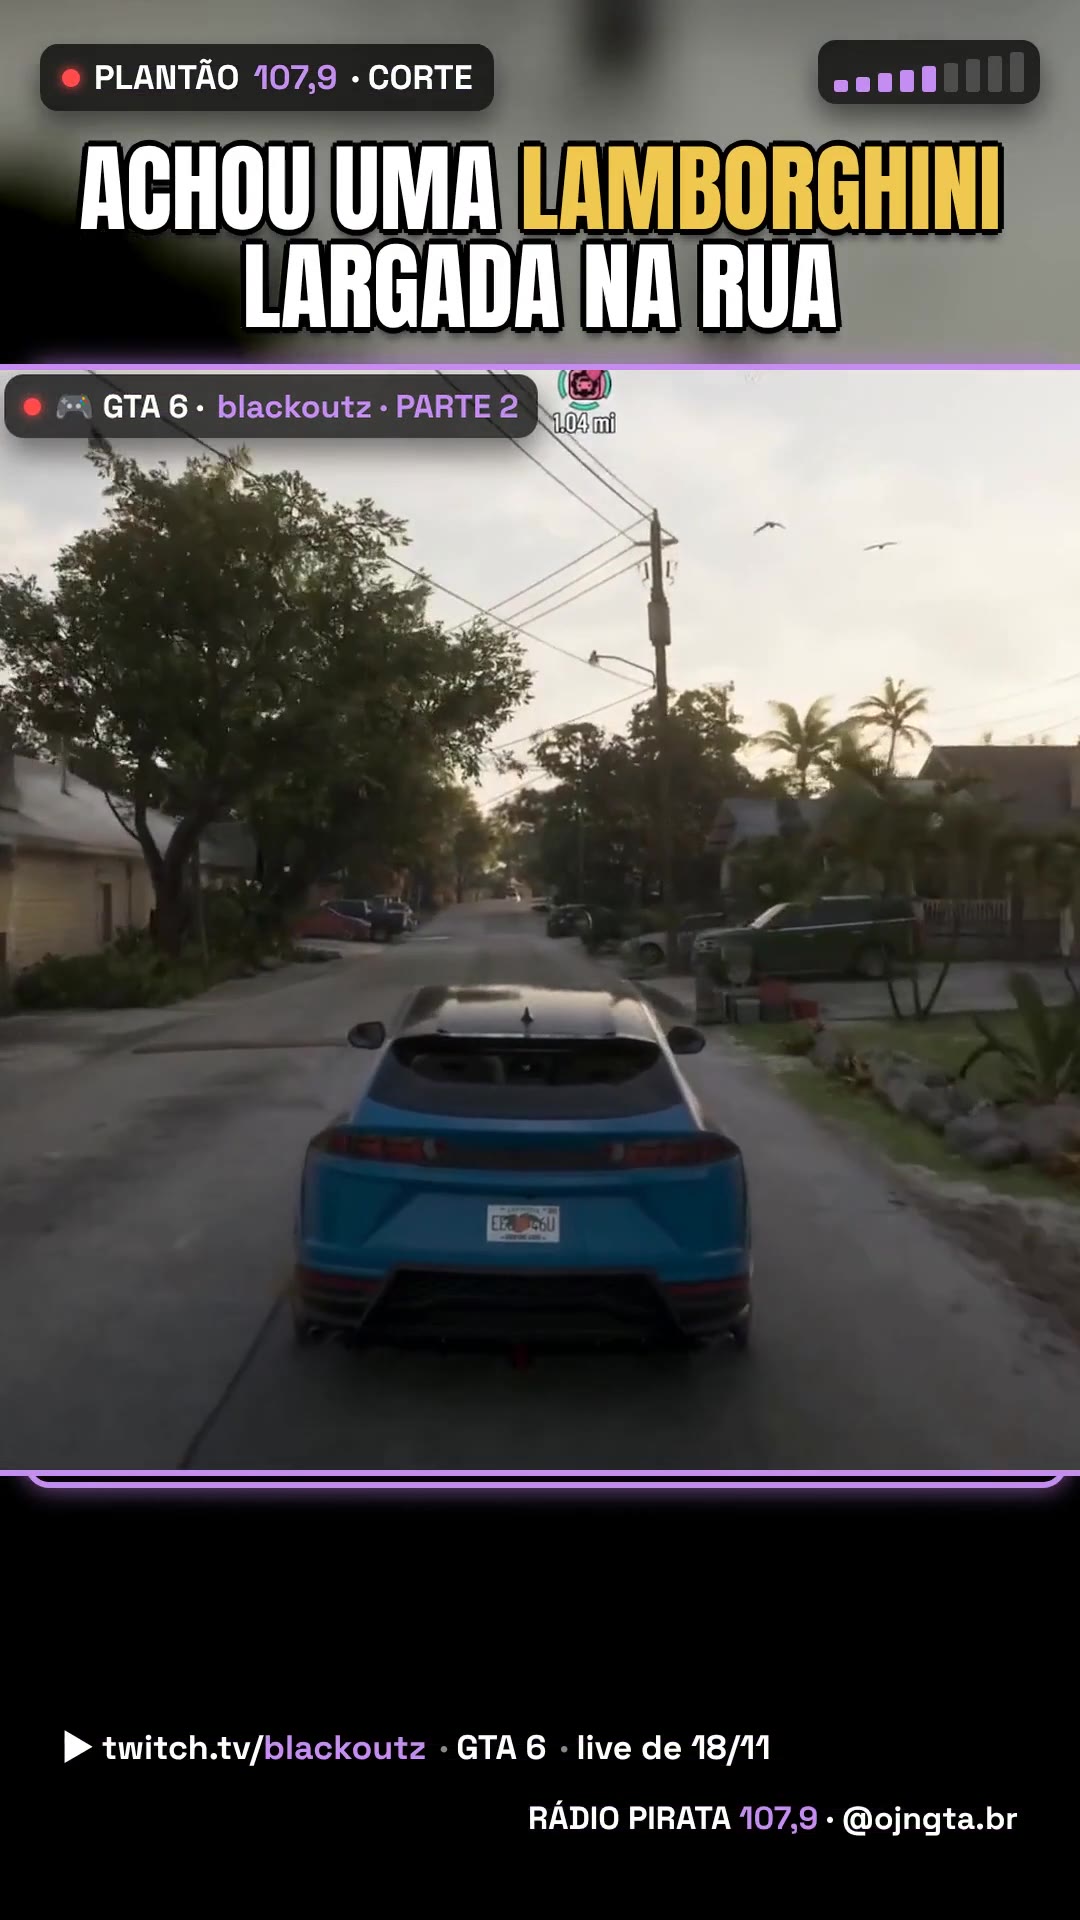 PLANTÃO 107,9 · CORTE
ACHOU UMA LAMBORGHINI
LARGADA NA RUA
GTA 6 · blackoutz · PARTE 2
1.04 mi
twitch.tv/blackoutz · GTA 6 · live de 18/11
RÁDIO PIRATA 107,9 · @ojngta.br